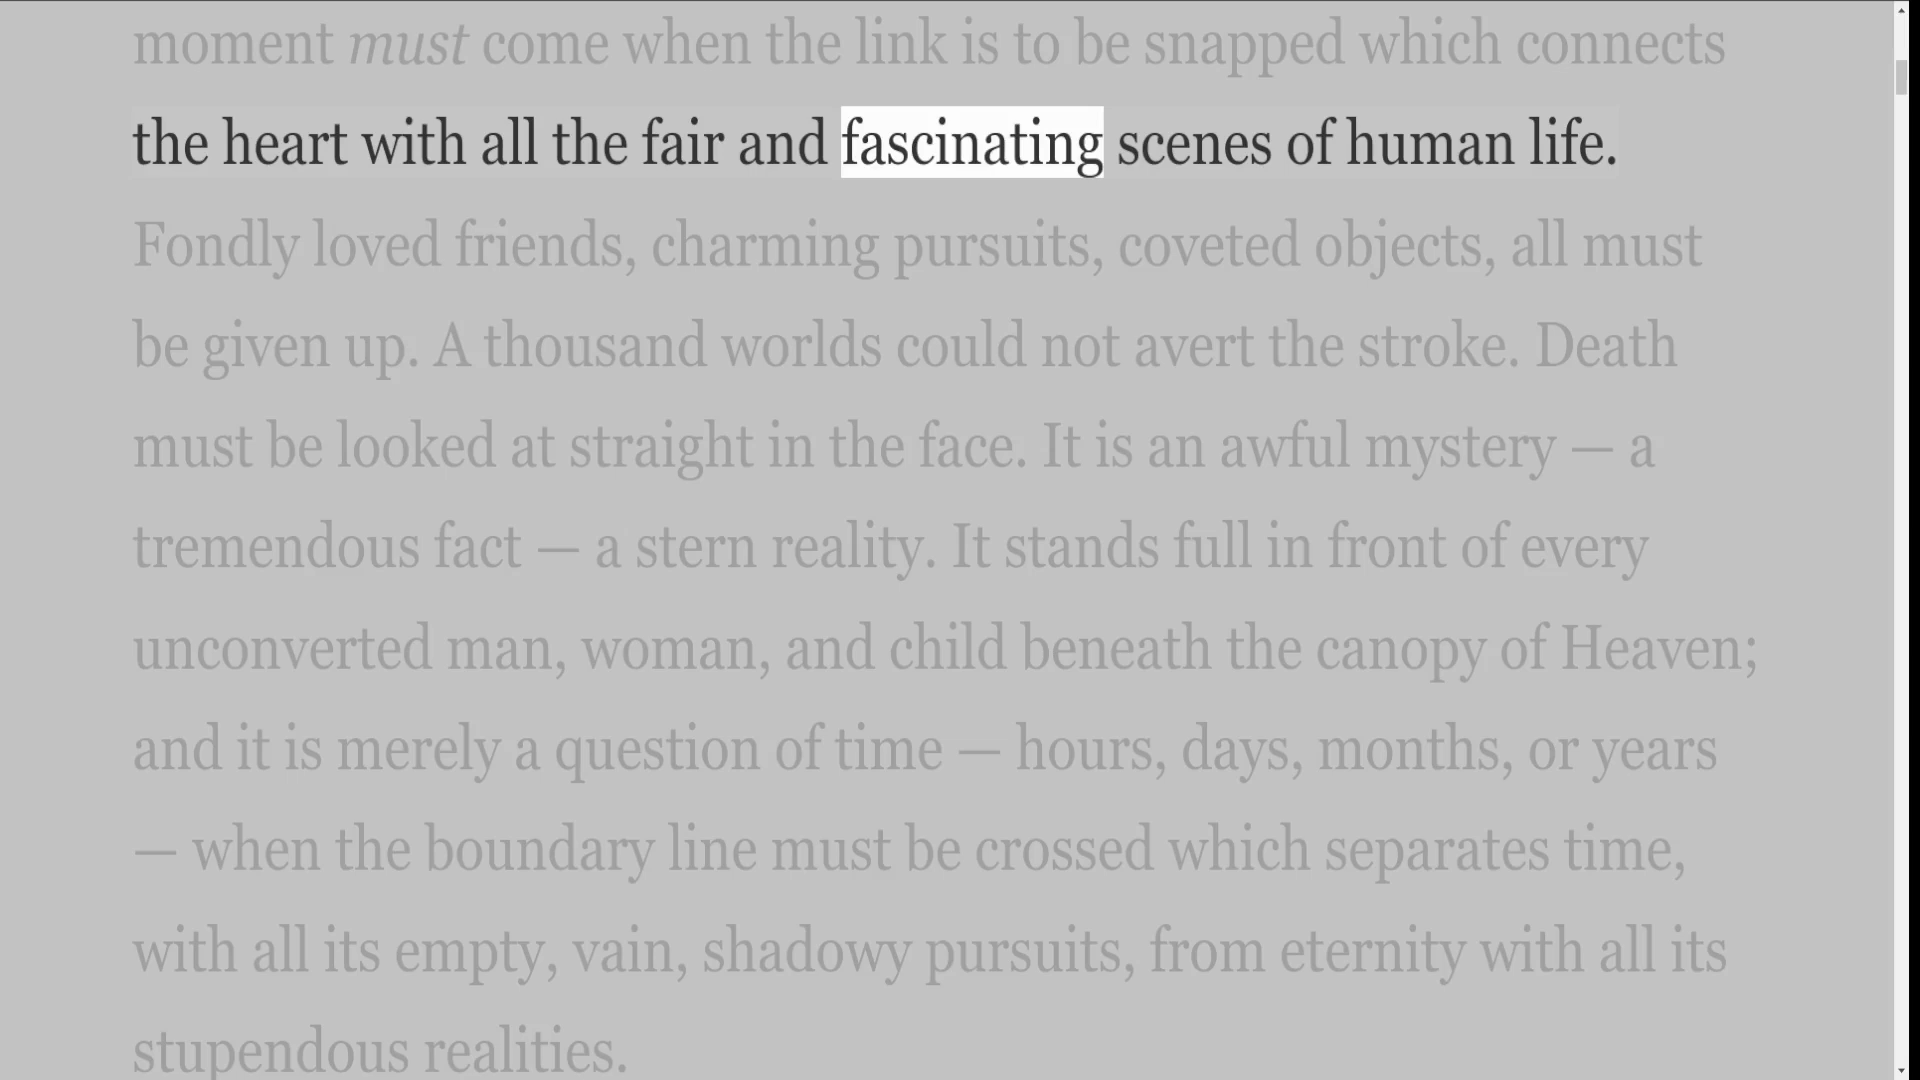 moment must come when the link is to be snapped which connects
the heart with all the fair and fascinating scenes of human life.
Fondly loved friends, charming pursuits, coveted objects, all must
be given up. A thousand worlds could not avert the stroke. Death
must be looked at straight in the face. It is an awful mystery — a
tremendous fact — a stern reality. It stands full in front of every
unconverted man, woman, and child beneath the canopy of Heaven;
and it is merely a question of time — hours, days, months, or years
— when the boundary line must be crossed which separates time,
with all its empty, vain, shadowy pursuits, from eternity with all its
stupendous realities.